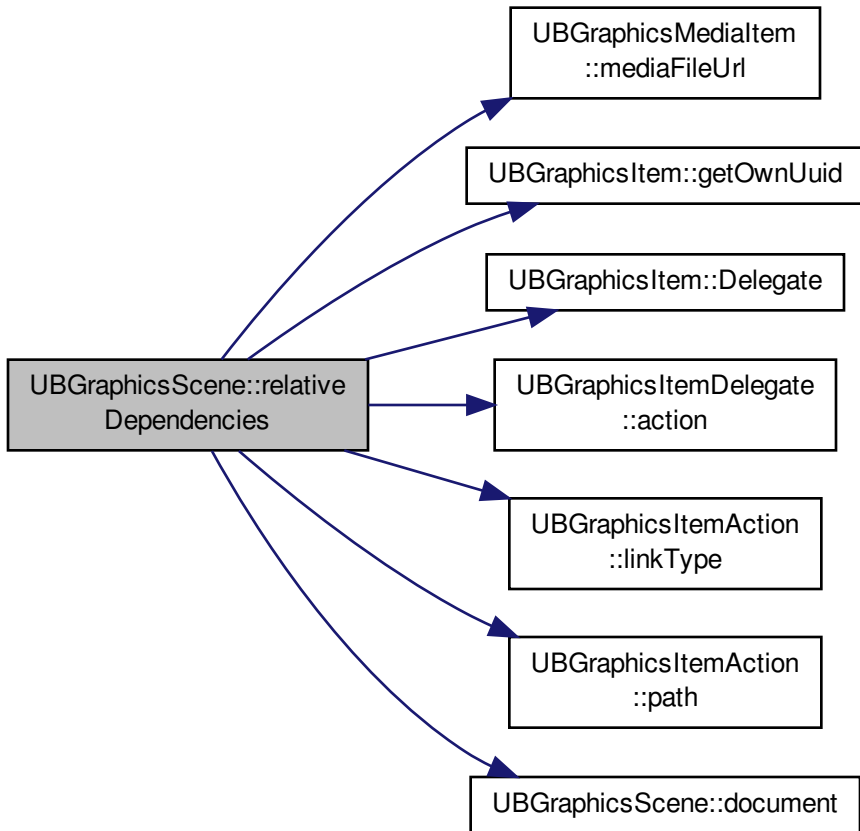 UBGraphicsMediaItem
::mediaFileUrl
UBGraphicsItem::getOwnUuid
UBGraphicsItem::Delegate
UBGraphicsScene::relative
Dependencies
UBGraphicsItemDelegate
::action
UBGraphicsItemAction
::linkType
UBGraphicsItemAction
::path
UBGraphicsScene::document